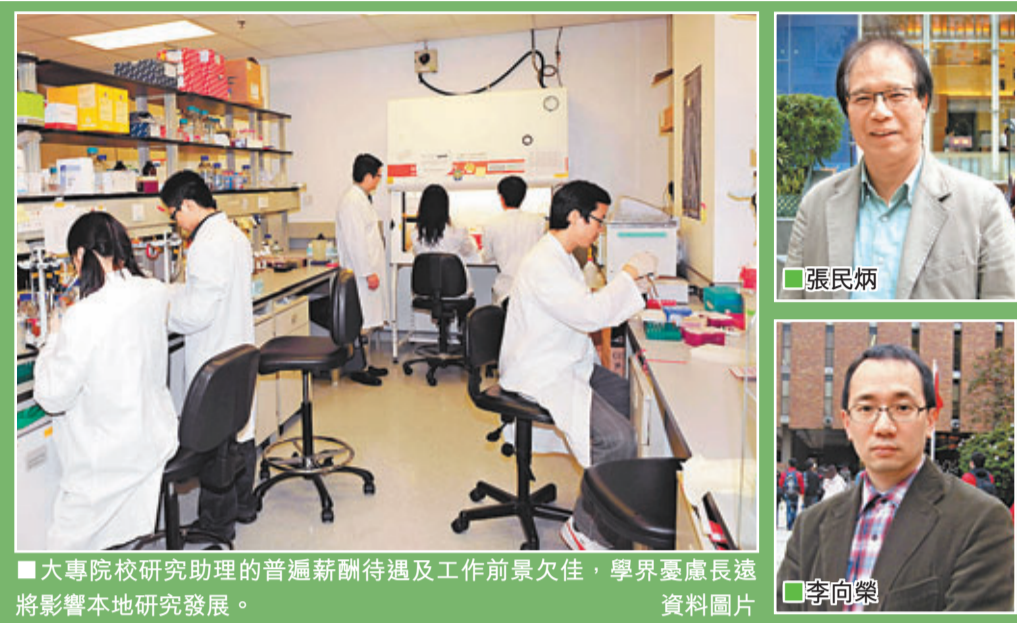 ■張民炳
■李向榮
■大專院校研究助理的普遍薪酬待遇及工作前景欠佳，學界憂慮長遠
將影響本地研究發展。 資料圖片